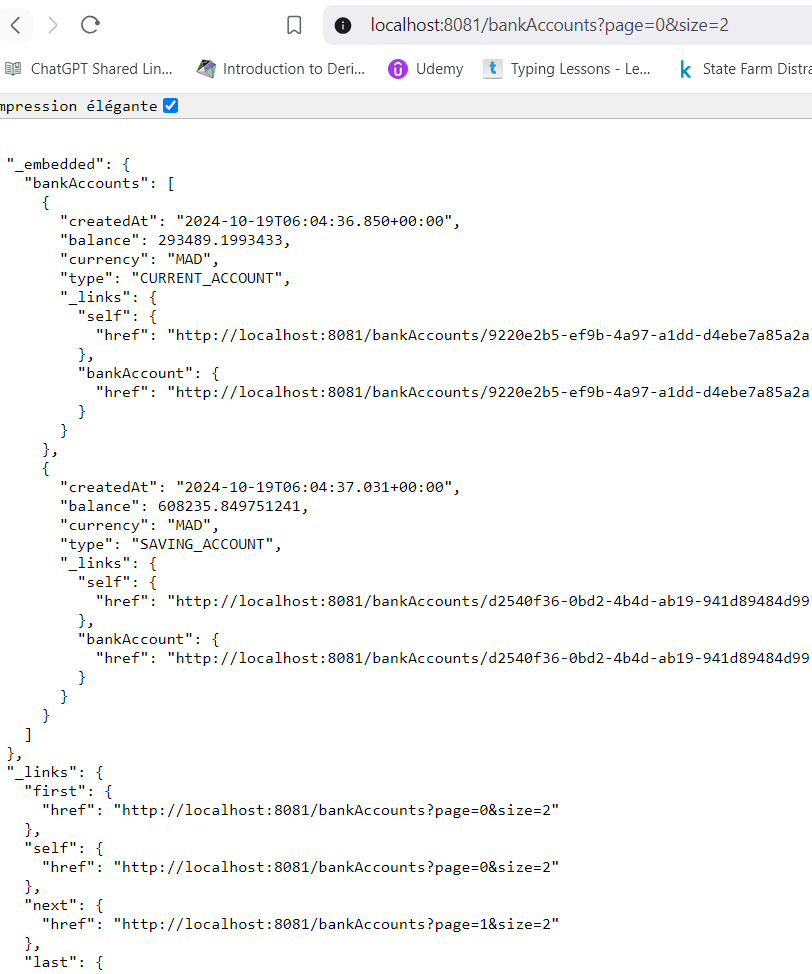 localhost:8081/bankAccounts?page=0&size=2
ChatGPT Shared Lin... Introduction to Deri... Udemy Typing Lessons - Le... State Farm Distra
mpression élégante
"_embedded": {
"bankAccounts": [
{
"createdAt": "2024-10-19T06:04:36.850+00:00",
"balance": 293489.1993433,
"currency": "MAD",
"type": "CURRENT_ACCOUNT",
"_links": {
"self": {
"href": "http://localhost:8081/bankAccounts/9220e2b5-ef9b-4a97-a1dd-d4ebe7a85a2a
},
"bankAccount": {
"href": "http://localhost:8081/bankAccounts/9220e2b5-ef9b-4a97-a1dd-d4ebe7a85a2a
}
}
},
{
"createdAt": "2024-10-19T06:04:37.031+00:00",
"balance": 608235.849751241,
"currency": "MAD",
"type": "SAVING_ACCOUNT",
"_links": {
"self": {
"href": "http://localhost:8081/bankAccounts/d2540f36-0bd2-4b4d-ab19-941d89484d99
},
"bankAccount": {
"href": "http://localhost:8081/bankAccounts/d2540f36-0bd2-4b4d-ab19-941d89484d99
}
}
}
]
},
"_links": {
"first": {
"href": "http://localhost:8081/bankAccounts?page=0&size=2"
},
"self": {
"href": "http://localhost:8081/bankAccounts?page=0&size=2"
},
"next": {
"href": "http://localhost:8081/bankAccounts?page=1&size=2"
},
"last": {